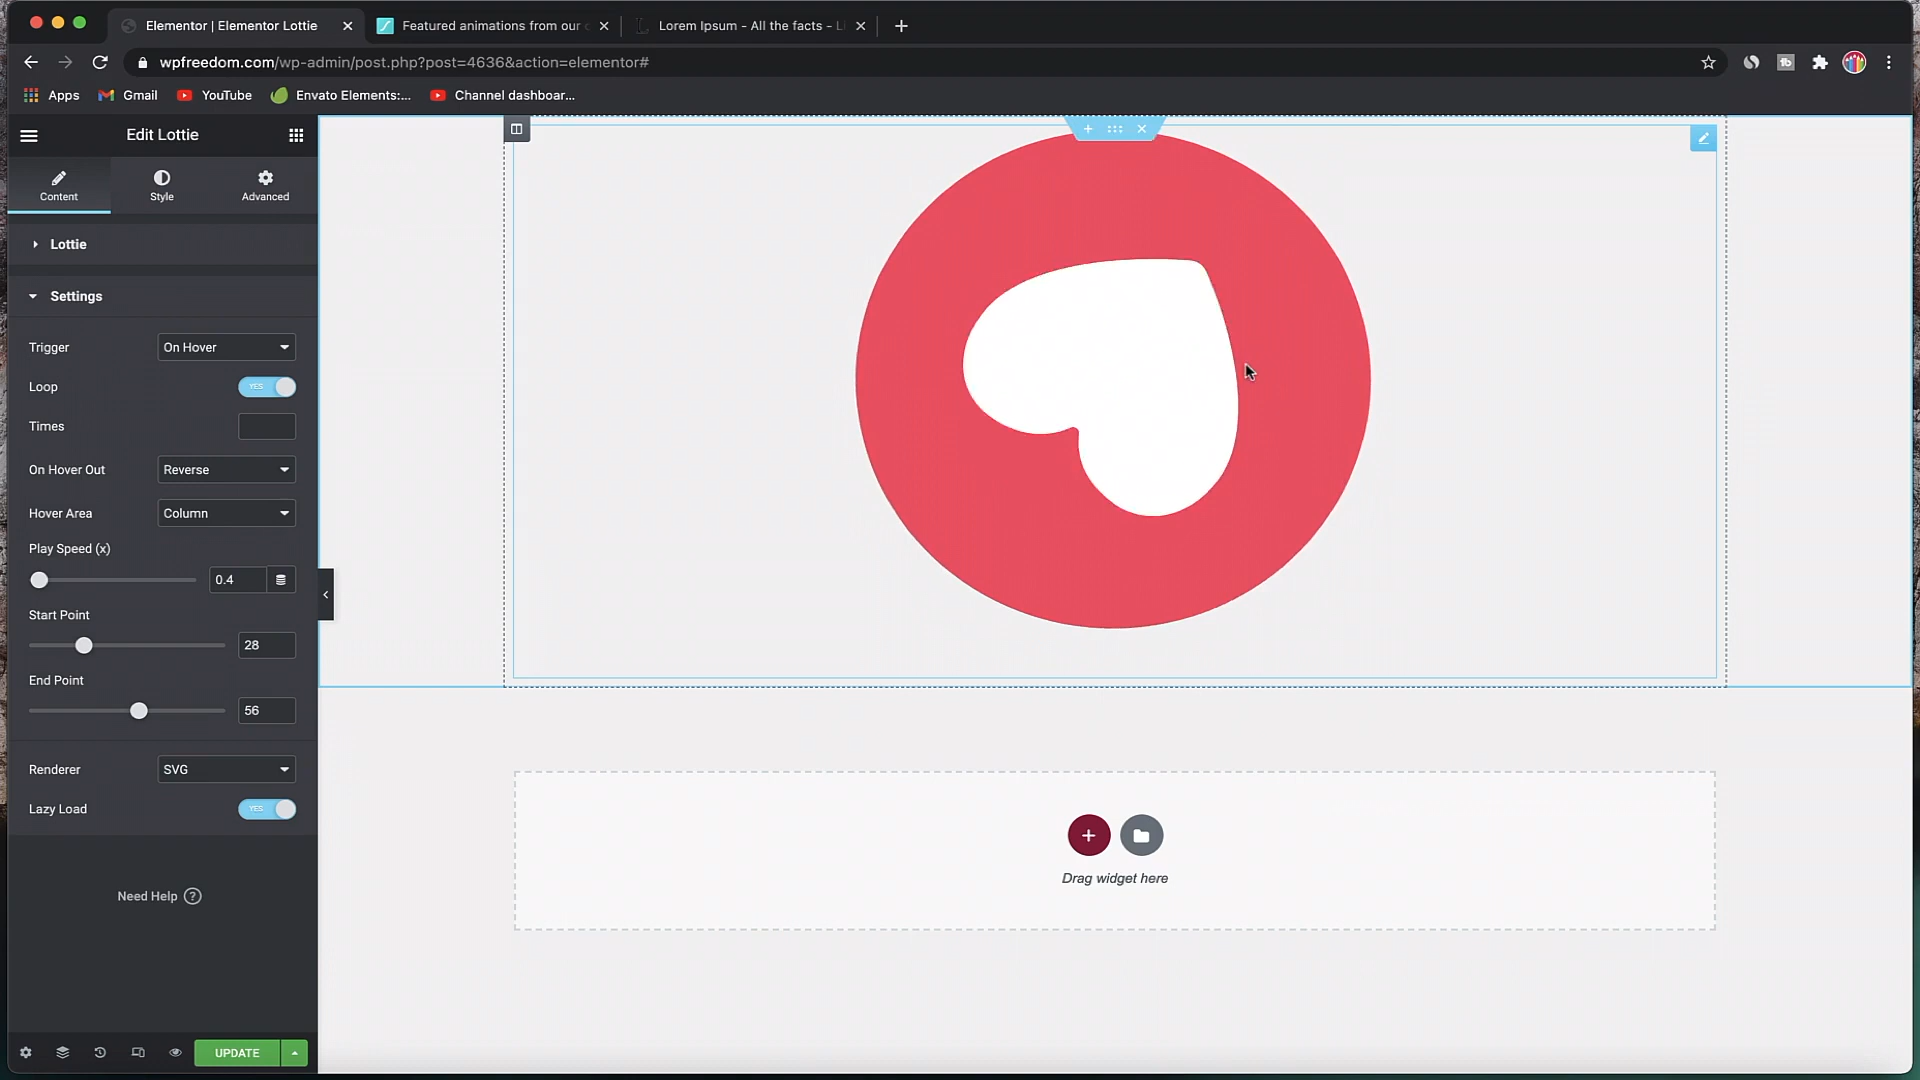 Elementor | Elementor Lottie
Featured animations from our
Lorem Ipsum - All the facts - Li
wpfreedom.com/wp-admin/post.php?post=4636&action=elementor#
Apps
Gmail
YouTube
Envato Elements:...
Channel dashboar...
Edit Lottie
Content
Style
Advanced
Lottie
Settings
Trigger
On Hover
Loop
YES
Times
On Hover Out
Reverse
Hover Area
Column
Play Speed (x)
0.4
Start Point
28
End Point
56
Renderer
SVG
Lazy Load
YES
Need Help ?
UPDATE
Drag widget here